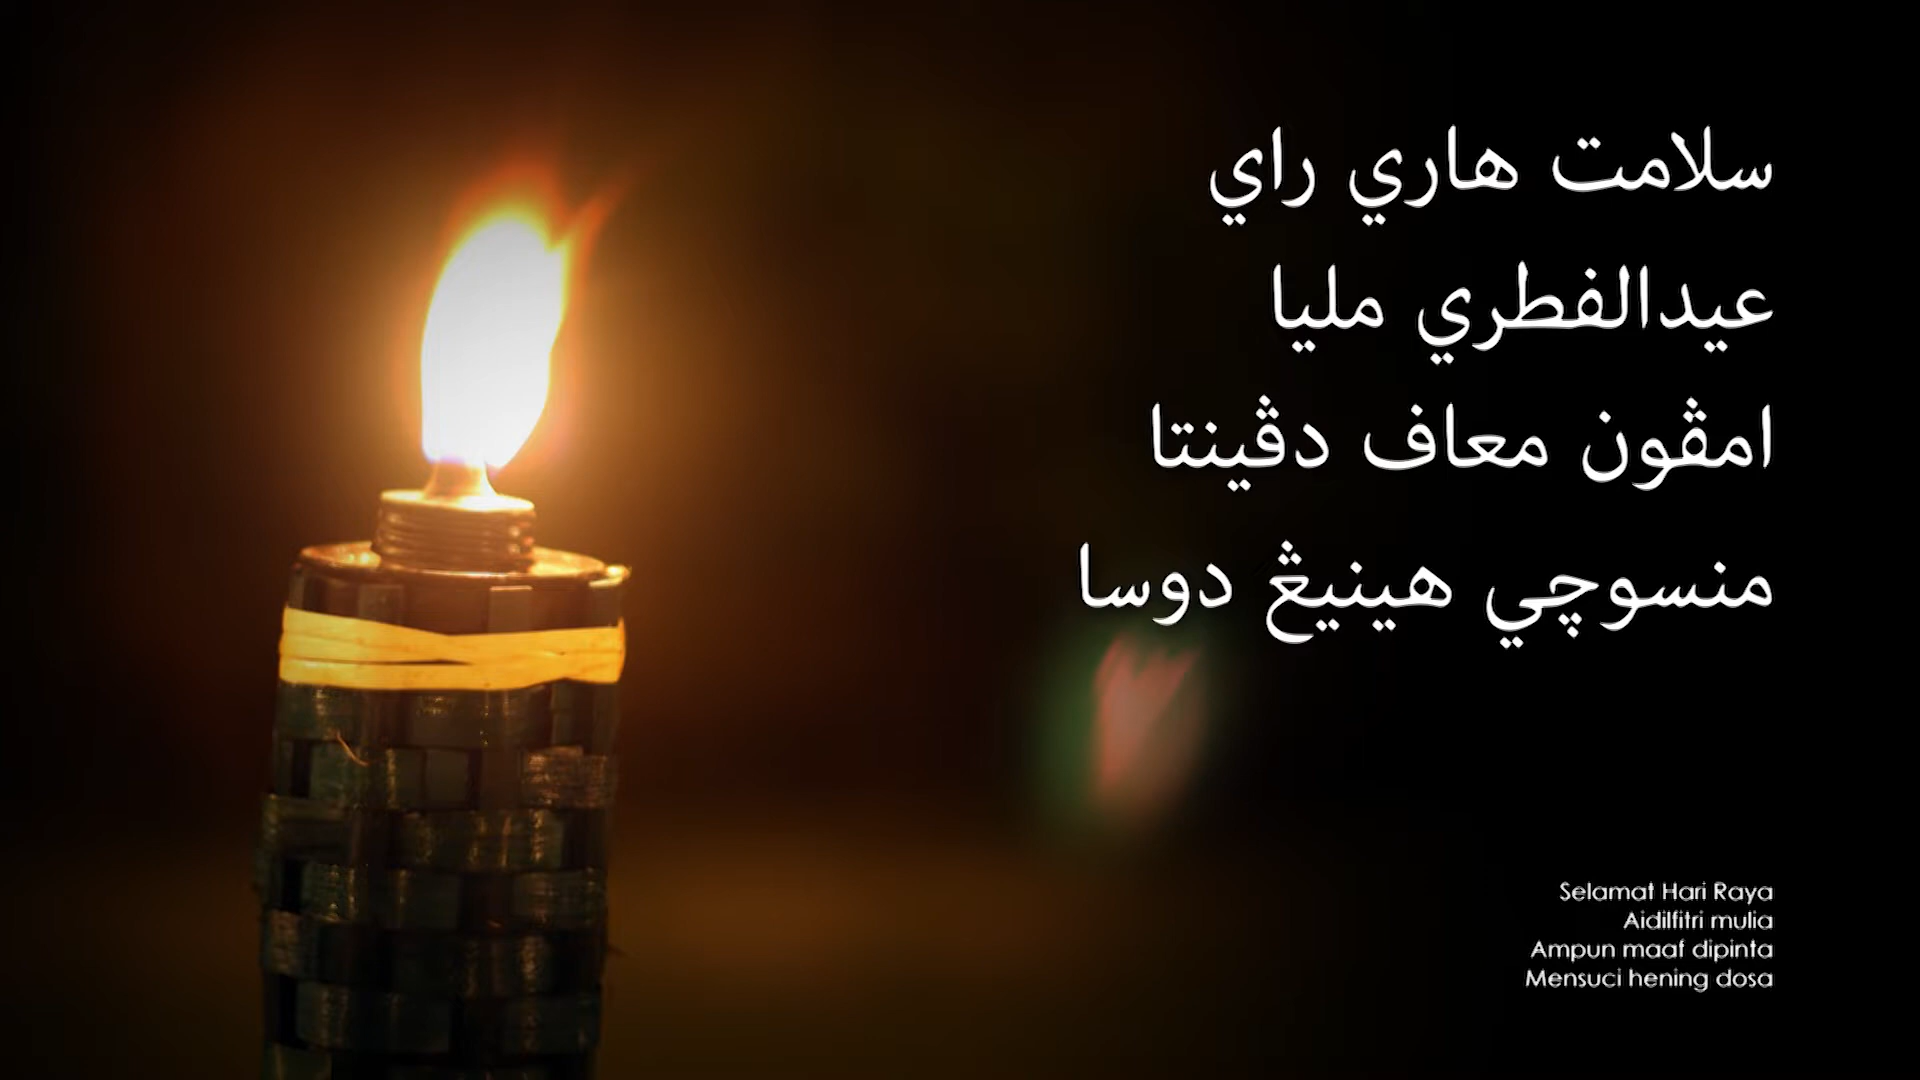 سلامت هاري راي
عيدالفطري مليا
امڤون معاف دڤينتا
منسوچي هينيڠ دوسا
Selamat Hari Raya
Aidilfitri mulia
Ampun maaf dipinta
Mensuci hening dosa